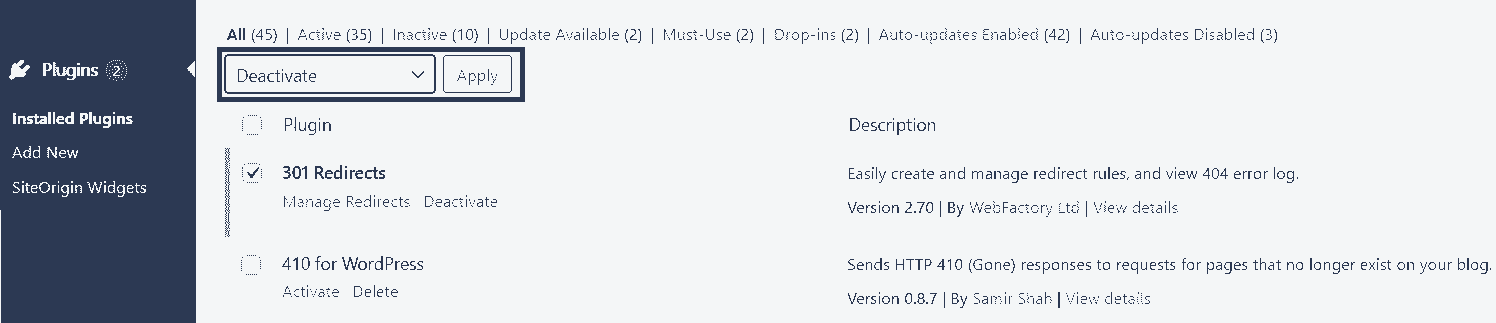 All (45) | Active (35) | Inactive (10) | Update Available (2) | Must-Use (2) | Drop-ins (2) | Auto-updates Enabled (42) | Auto-updates Disabled (3)
Plugins 2
Deactivate Apply
Installed Plugins
Add New
SiteOrigin Widgets
Plugin Description
301 Redirects Easily create and manage redirect rules, and view 404 error log.
Manage Redirects Deactivate Version 2.70 | By WebFactory Ltd | View details
410 for WordPress Sends HTTP 410 (Gone) responses to requests for pages that no longer exist on your blog.
Activate Delete Version 0.8.7 | By Samir Shah | View details